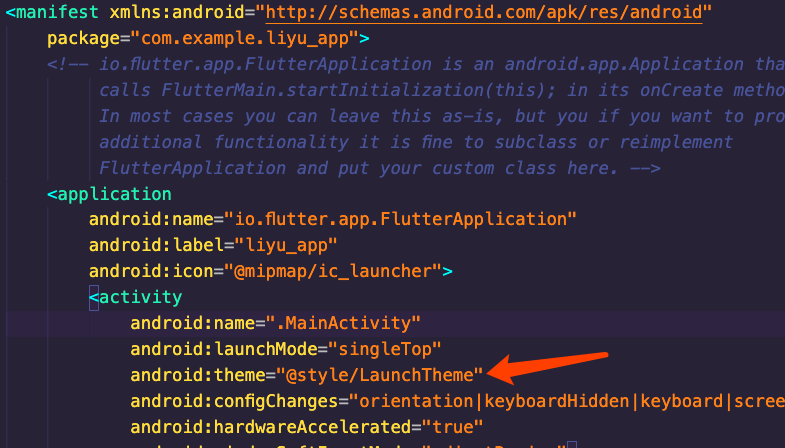 <manifest xmlns:android="http://schemas.android.com/apk/res/android"
package="com.example.liyu_app">
<!-- io.flutter.app.FlutterApplication is an android.app.Application
calls FlutterMain.startInitialization(this); in its onCreate
In most cases you can leave this as-is, but you if you want to
additional functionality it is fine to subclass or reimplement
FlutterApplication and put your custom class here. -->
<application
android:name="io.flutter.app.FlutterApplication"
android:label="liyu_app"
android:icon="@mipmap/ic_launcher">
<activity
android:name=".MainActivity"
android:launchMode="singleTop"
android:theme="@style/LaunchTheme"
android:configChanges="orientation|keyboardHidden|keyboard|scree
android:hardwareAccelerated="true"